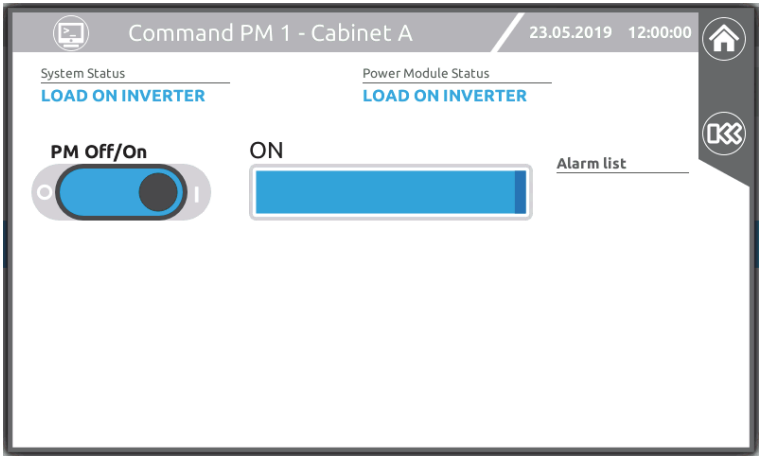 Command PM 1 - Cabinet A
23.05.2019 12:00:00
System Status
LOAD ON INVERTER
Power Module Status
LOAD ON INVERTER
PM Off/On
ON
Alarm list